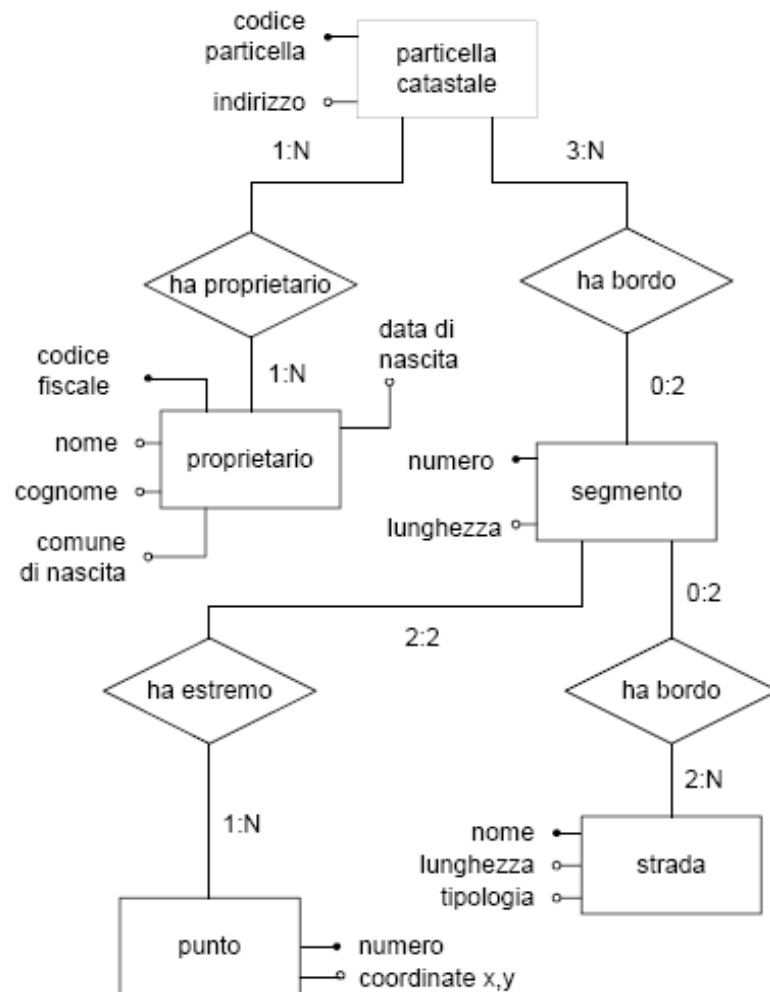 codice
particella
particella
catastale
indirizzo
1:N
3:N
ha proprietario
ha bordo
data di
nascita
codice
fiscale
1:N
0:2
nome
proprietario
numero
segmento
cognome
lunghezza
comune
di nascita
0:2
2:2
ha estremo
ha bordo
2:N
1:N
nome
lunghezza
strada
tipologia
punto
numero
coordinate x,y